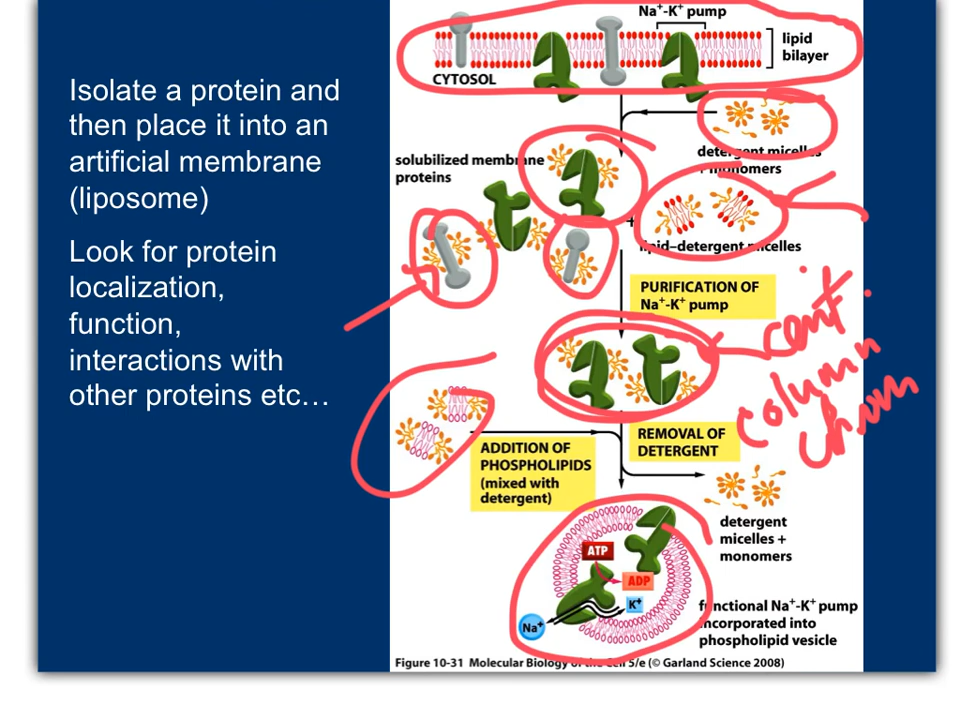 Isolate a protein and
then place it into an
artificial membrane
(liposome)
Look for protein
localization,
function,
interactions with
other proteins etc…
Na⁺-K⁺ pump
lipid
bilayer
CYTOSOL
detergent micelles
+ monomers
solubilized membrane
proteins
+
lipid–detergent micelles
PURIFICATION OF
Na⁺-K⁺ pump
cent.
column
chrom
REMOVAL OF
DETERGENT
ADDITION OF
PHOSPHOLIPIDS
(mixed with
detergent)
detergent
micelles +
monomers
ATP
ADP
K⁺
Na⁺
functional Na⁺-K⁺ pump
incorporated into
phospholipid vesicle
Figure 10-31 Molecular Biology of the Cell 5/e (© Garland Science 2008)